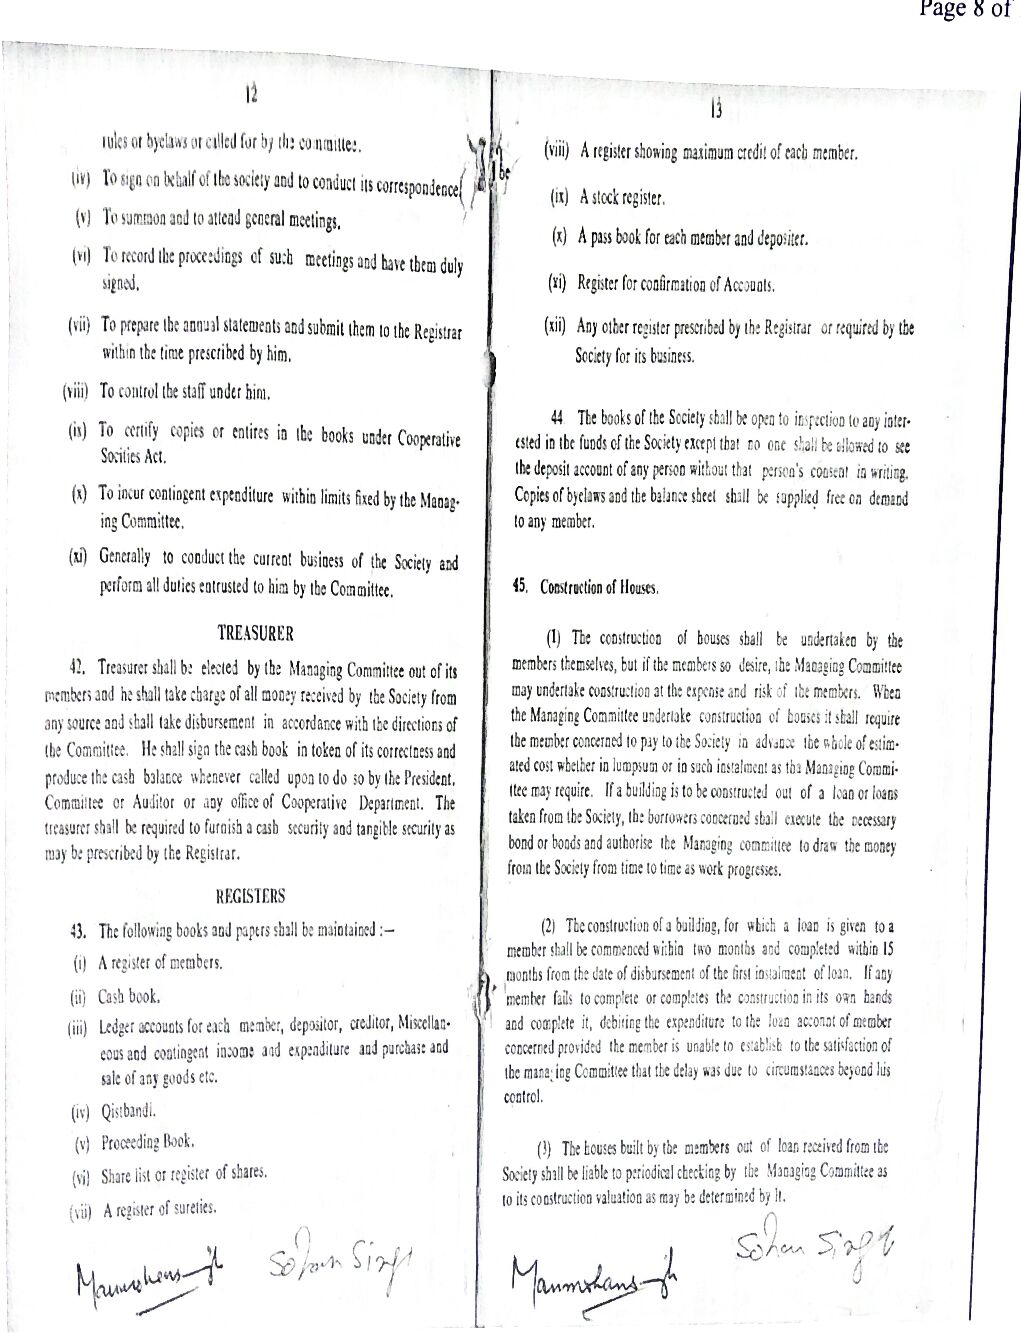 Page 8 of
12
rules or byelaws or called for by the committee.
(iv) To sign on behalf of the society and to conduct its correspondence
(v) To summon and to attend general meetings.
(vi) To record the proceedings of such meetings and have them duly
signed.
(vii) To prepare the annual statements and submit them to the Registrar
within the time prescribed by him.
(viii) To control the staff under him.
(ix) To certify copies or entires in the books under Cooperative
Socities Act.
(x) To incur contingent expenditure within limits fixed by the Manag-
ing Committee.
(xi) Generally to conduct the current business of the Society and
perform all duties entrusted to him by the Committee.
TREASURER
42. Treasurer shall be elected by the Managing Committee out of its
members and he shall take charge of all money received by the Society from
any source and shall take disbursement in accordance with the directions of
the Committee. He shall sign the cash book in token of its correctness and
produce the cash balance whenever called upon to do so by the President,
Committee or Auditor or any office of Cooperative Department. The
treasurer shall be required to furnish a cash security and tangible security as
may be prescribed by the Registrar.
REGISTERS
43. The following books and papers shall be maintained :—
(i) A register of members.
(ii) Cash book.
(iii) Ledger accounts for each member, depositor, creditor, Miscellan-
eous and contingent income and expenditure and purchase and
sale of any goods etc.
(iv) Qistbandi.
(v) Proceeding Book.
(vi) Share list or register of shares.
(vii) A register of sureties.
Manmohansingh
Sohan Singh
13
(viii) A register showing maximum credit of each member.
(ix) A stock register.
(x) A pass book for each member and depositer.
(xi) Register for confirmation of Accounts.
(xii) Any other register prescribed by the Registrar or required by the
Society for its business.
44 The books of the Society shall be open to inspection to any inter-
ested in the funds of the Society except that no one shall be allowed to see
the deposit account of any person without that person's consent in writing.
Copies of byelaws and the balance sheet shall be supplied free on demand
to any member.
45. Construction of Houses.
(1) The construction of houses shall be undertaken by the
members themselves, but if the members so desire, the Managing Committee
may undertake construction at the expense and risk of the members. When
the Managing Committee undertake construction of houses it shall require
the member concerned to pay to the Society in advance the whole of estim-
ated cost whether in lumpsum or in such instalment as the Managing Commi-
ttee may require. If a building is to be constructed out of a loan or loans
taken from the Society, the borrowers concerned shall execute the necessary
bond or bonds and authorise the Managing committee to draw the money
from the Society from time to time as work progresses.
(2) The construction of a building, for which a loan is given to a
member shall be commenced within two months and completed within 15
months from the date of disbursement of the first instalment of loan. If any
member fails to complete or completes the construction in its own hands
and complete it, debiting the expenditure to the loan account of member
concerned provided the member is unable to establish to the satisfaction of
the managing Committee that the delay was due to circumstances beyond his
control.
(3) The houses built by the members out of loan received from the
Society shall be liable to periodical checking by the Managing Committee as
to its construction valuation as may be determined by it.
Manmohansingh
Sohan Singh